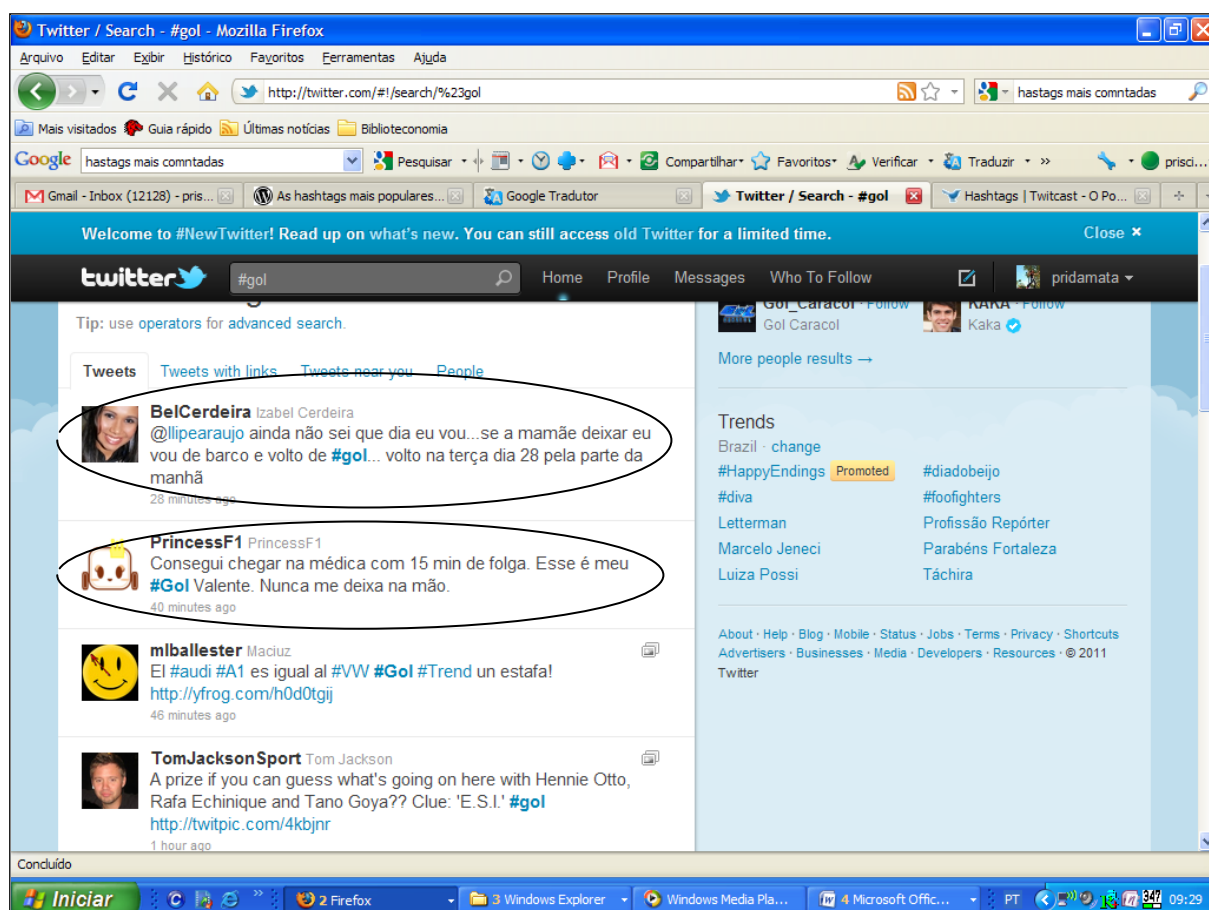 Twitter / Search - #gol - Mozilla Firefox
Arquivo Editar Exibir Histórico Favoritos Ferramentas Ajuda
http://twitter.com/#!/search/%23gol hastags mais comntadas
Mais visitados Guia rápido Últimas notícias Biblioteconomia
Google hastags mais comntadas Pesquisar Compartilhar Favoritos Verificar Traduzir » prisci...
Gmail - Inbox (12128) - pris... As hashtags mais populares... Google Tradutor Twitter / Search - #gol Hashtags | Twitcast - O Po...
Welcome to #NewTwitter! Read up on what's new. You can still access old Twitter for a limited time. Close ×
twitter #gol Home Profile Messages Who To Follow pridamata
Tip: use operators for advanced search.
Tweets Tweets with links Tweets near you People
BelCerdeira Izabel Cerdeira
@llipearaujo ainda não sei que dia eu vou...se a mamãe deixar eu
vou de barco e volto de #gol... volto na terça dia 28 pela parte da
manhã
28 minutes ago
PrincessF1 PrincessF1
Consegui chegar na médica com 15 min de folga. Esse é meu
#Gol Valente. Nunca me deixa na mão.
40 minutes ago
mlballester Maciuz
El #audi #A1 es igual al #VW #Gol #Trend un estafa!
http://yfrog.com/h0d0tgij
46 minutes ago
TomJacksonSport Tom Jackson
A prize if you can guess what's going on here with Hennie Otto,
Rafa Echinique and Tano Goya?? Clue: 'E.S.I.' #gol
http://twitpic.com/4kbjnr
1 hour ago
Gol_Caracol · Follow KAKA · Follow
Gol Caracol Kaka
More people results →
Trends
Brazil · change
#HappyEndings Promoted #diadobeijo
#diva #foofighters
Letterman Profissão Repórter
Marcelo Jeneci Parabéns Fortaleza
Luiza Possi Táchira
About · Help · Blog · Mobile · Status · Jobs · Terms · Privacy · Shortcuts
Advertisers · Businesses · Media · Developers · Resources · © 2011
Twitter
Concluído
Iniciar » 2 Firefox 3 Windows Explorer Windows Media Pla... 4 Microsoft Offic... PT 347 09:29